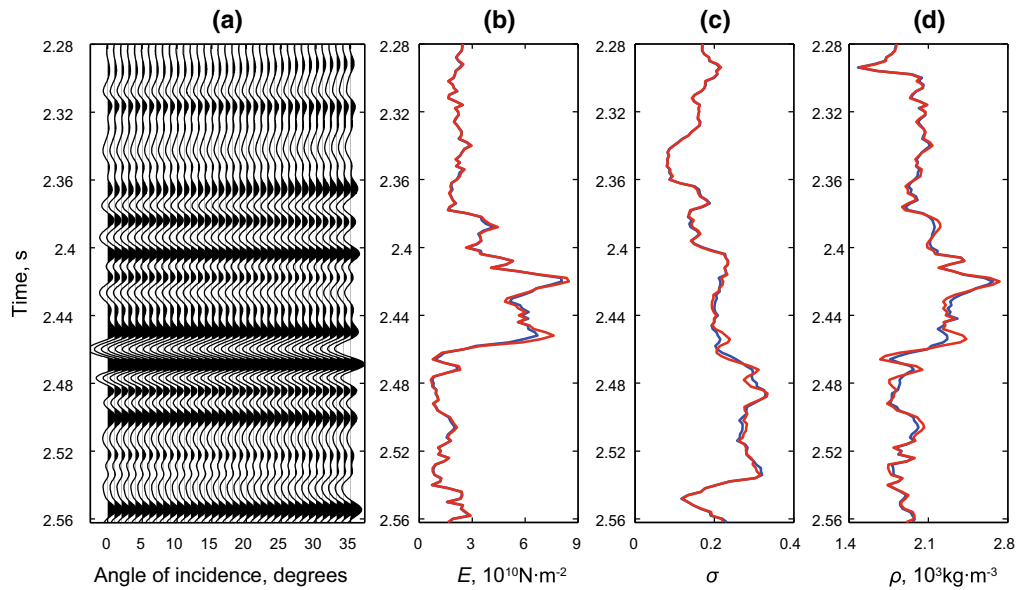 (a) (b) (c) (d)
2.28 2.28 2.28 2.28
2.32 2.32 2.32 2.32
2.36 2.36 2.36 2.36
2.4 2.4 2.4 2.4
Time, s
2.44 2.44 2.44 2.44
2.48 2.48 2.48 2.48
2.52 2.52 2.52 2.52
2.56 2.56 2.56 2.56
0 5 10 15 20 25 30 35 0 3 6 9 0 0.2 0.4 1.4 2.1 2.8
Angle of incidence, degrees E, 10¹⁰N·m⁻² σ ρ, 10³kg·m⁻³